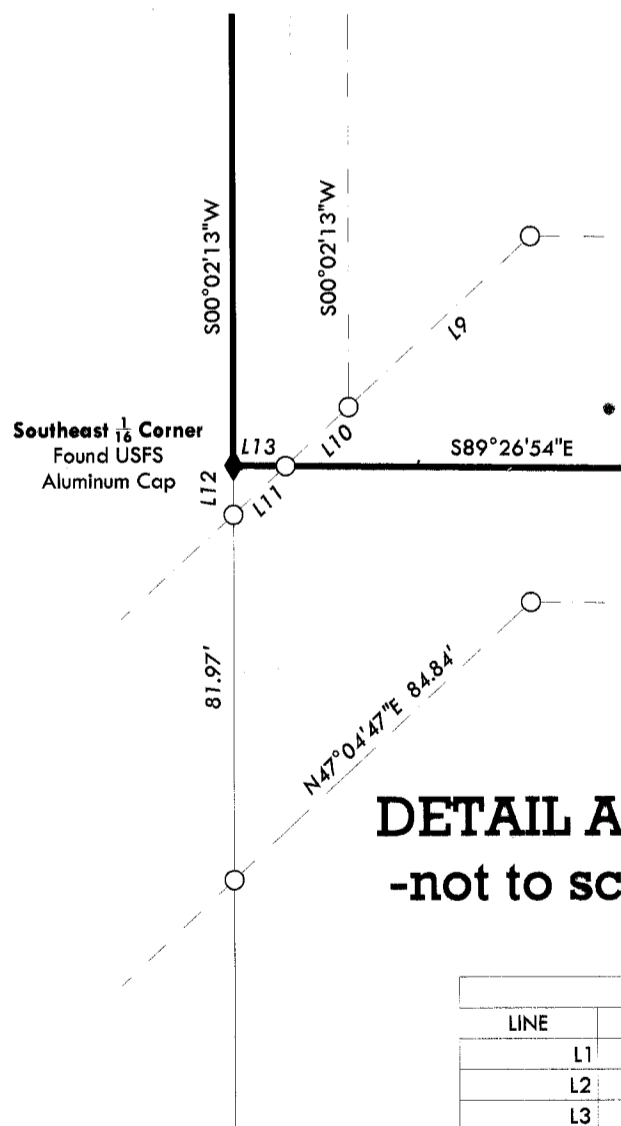 S00°02'13"W
S00°02'13"W
L9
Southeast 1/16 Corner
Found USFS
Aluminum Cap
L13
L10
S89°26'54"E
L12
L11
81.97'
N47°04'47"E 84.84'
DETAIL A
-not to sc
LINE
L1
L2
L3